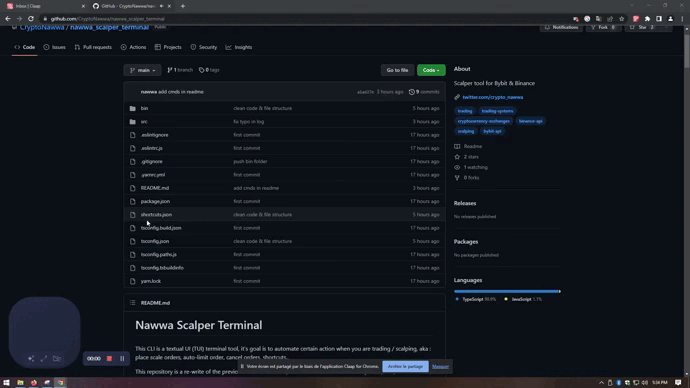 Inbox | Claap
GitHub - CryptoNawwa/naw
github.com/CryptoNawwa/nawwa_scalper_terminal
CryptoNawwa / nawwa_scalper_terminal Public
Notifications Fork 0 Star 2
Code Issues Pull requests Actions Projects Security Insights
main 1 branch 0 tags Go to file Code
nawwa add cmds in readme 3 hours ago 9 commits
bin clean code & file structure 5 hours ago
src fix typo in log 3 hours ago
.eslintignore first commit 17 hours ago
.eslintrc.js first commit 17 hours ago
.gitignore push bin folder 17 hours ago
.yarnrc.yml first commit 17 hours ago
README.md add cmds in readme 3 hours ago
package.json first commit 17 hours ago
shortcuts.json clean code & file structure 5 hours ago
tsconfig.build.json first commit 17 hours ago
tsconfig.json clean code & file structure 5 hours ago
tsconfig.paths.js first commit 17 hours ago
tsconfig.tsbuildinfo first commit 17 hours ago
yarn.lock first commit 17 hours ago
About
Scalper tool for Bybit & Binance
twitter.com/crypto_nawwa
trading trading-systems
cryptocurrency-exchanges binance-api
scalping bybit-api
Readme
2 stars
1 watching
0 forks
Releases
No releases published
Packages
No packages published
Languages
TypeScript JavaScript
README.md
Nawwa Scalper Terminal
This CLI is a textual UI (TUI) terminal tool, it's goal is to automate certain action when you are trading / scalping, aka :
place scale orders, auto-limit order, cancel orders, shortcuts.
This repository is a re-write of the previo
00:00
Votre écran est partagé par le biais de l'application Claap for Chrome. Arrêter le partage Masquer
5:34 PM